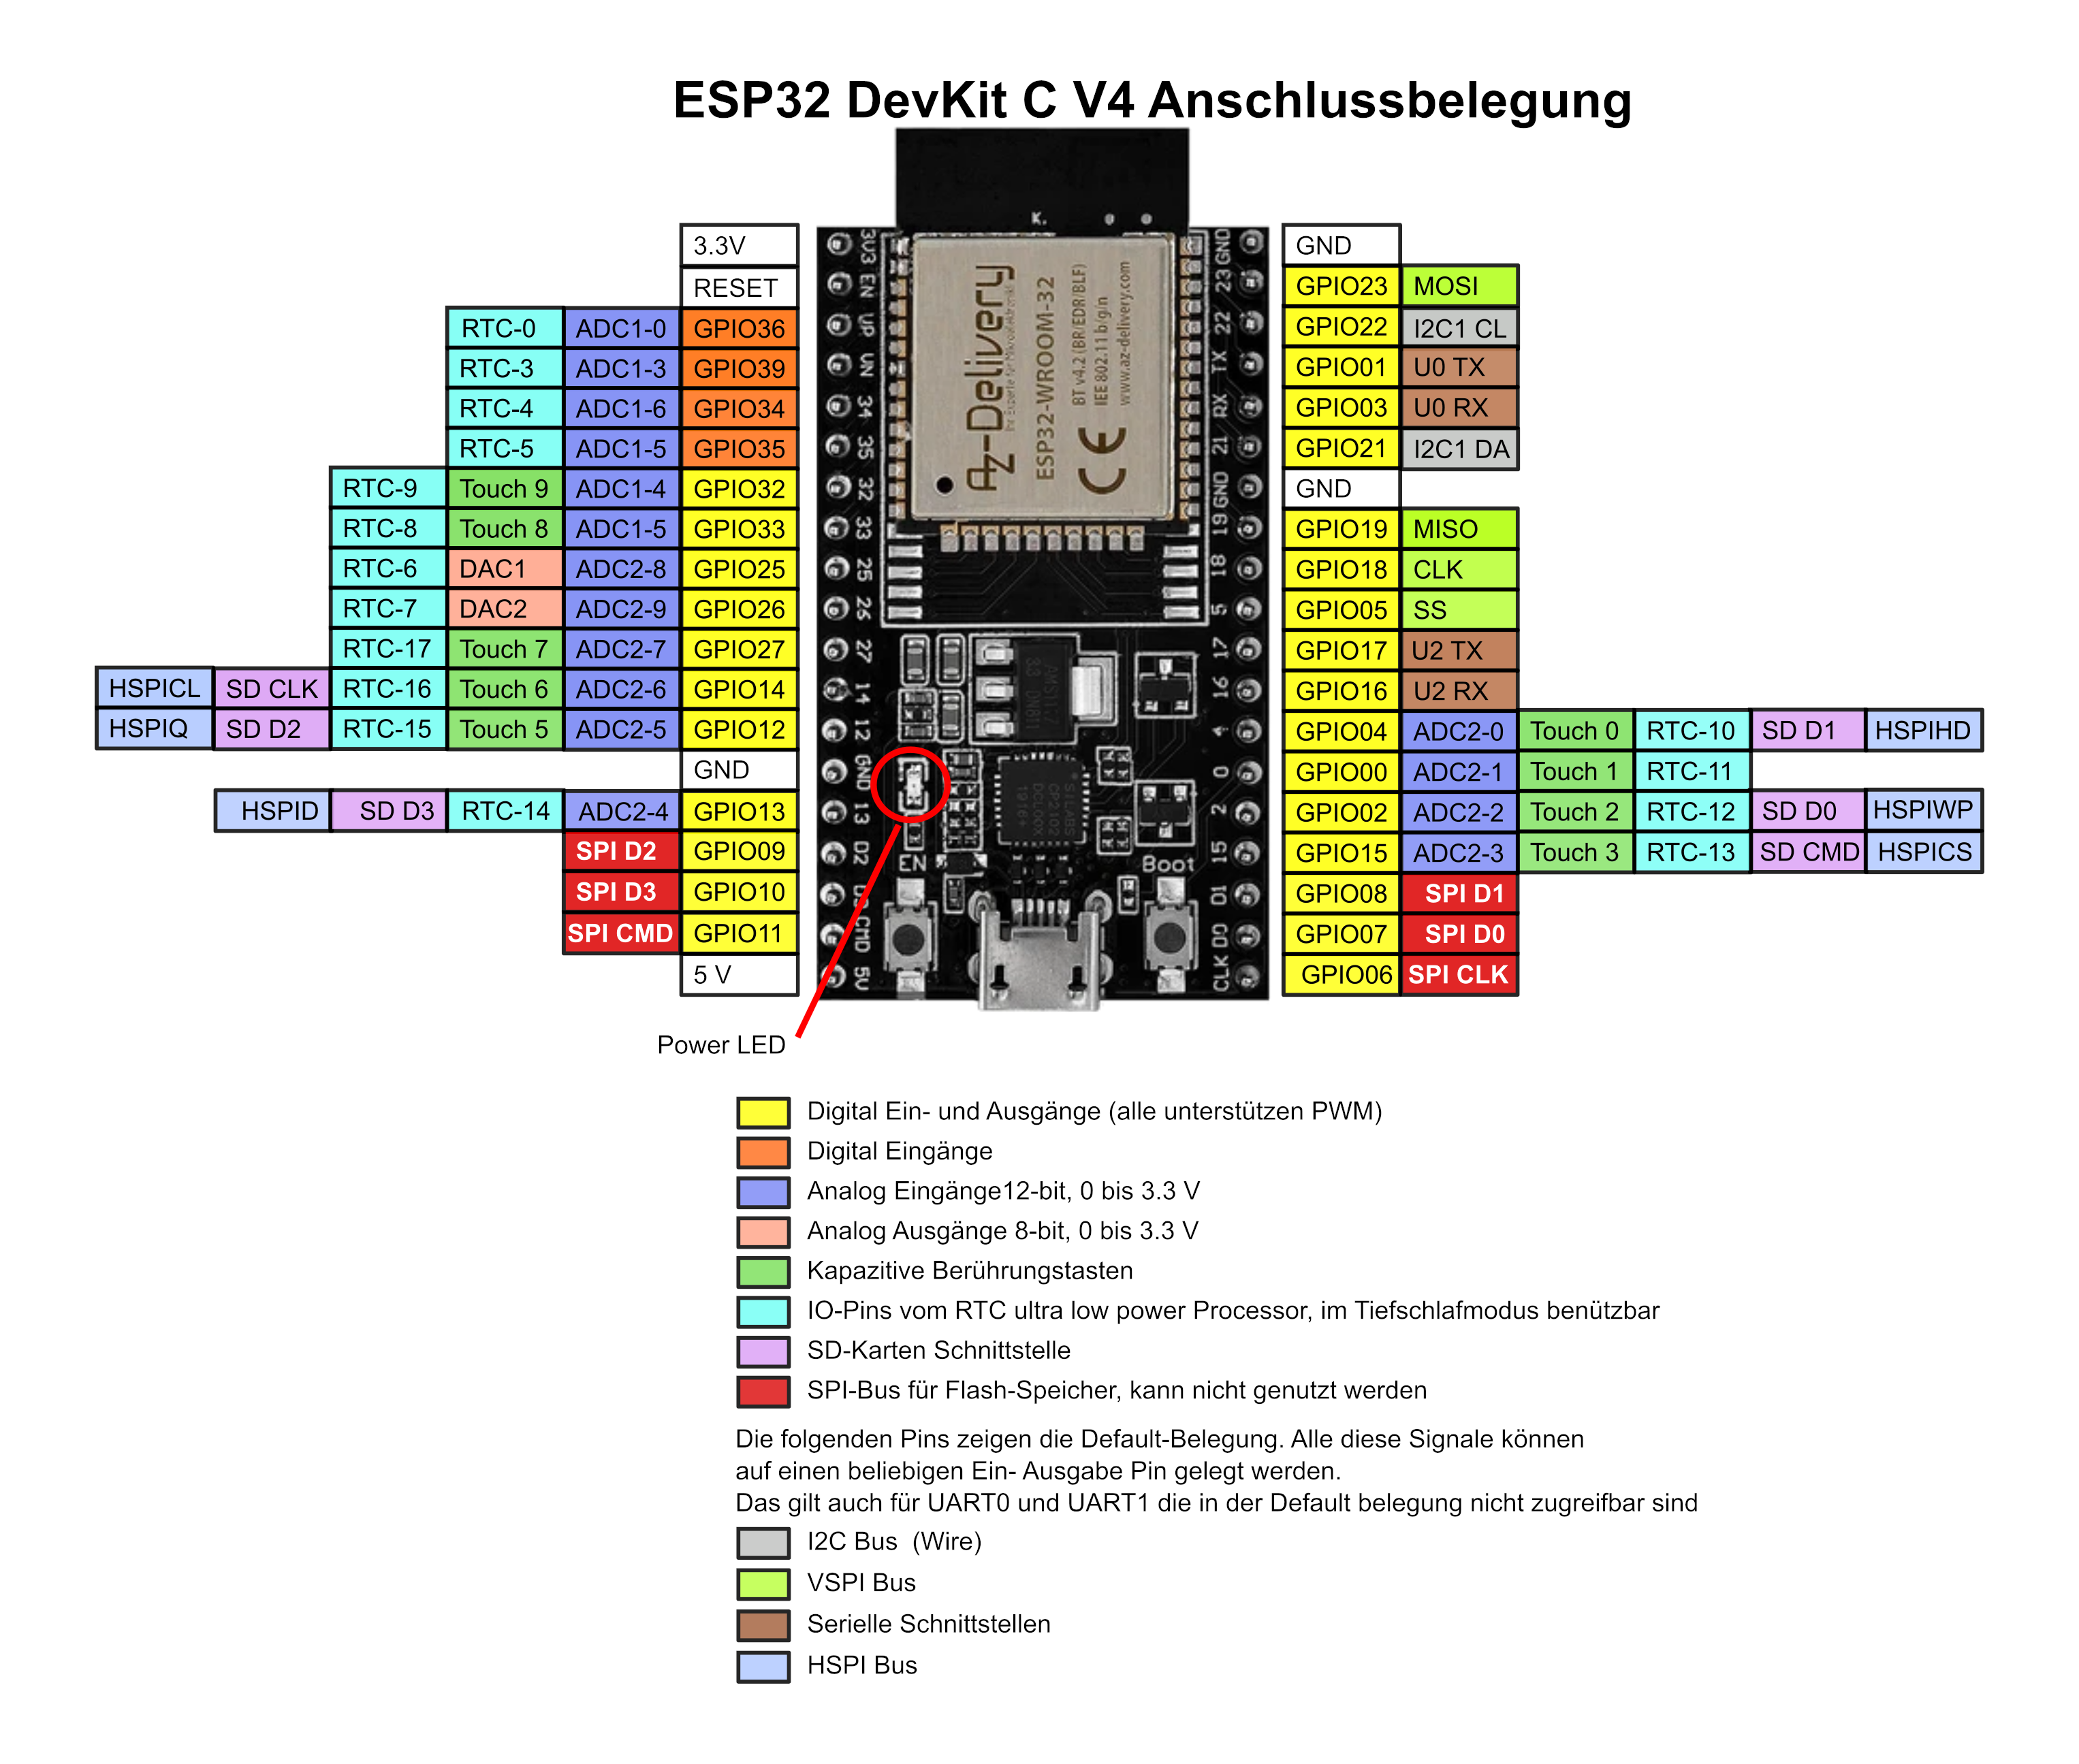 ESP32 DevKit C V4 Anschlussbelegung
3.3V
RESET
RTC-0 ADC1-0 GPIO36
RTC-3 ADC1-3 GPIO39
RTC-4 ADC1-6 GPIO34
RTC-5 ADC1-5 GPIO35
RTC-9 Touch 9 ADC1-4 GPIO32
RTC-8 Touch 8 ADC1-5 GPIO33
RTC-6 DAC1 ADC2-8 GPIO25
RTC-7 DAC2 ADC2-9 GPIO26
RTC-17 Touch 7 ADC2-7 GPIO27
HSPICL SD CLK RTC-16 Touch 6 ADC2-6 GPIO14
HSPIQ SD D2 RTC-15 Touch 5 ADC2-5 GPIO12
GND
HSPID SD D3 RTC-14 ADC2-4 GPIO13
SPI D2 GPIO09
SPI D3 GPIO10
SPI CMD GPIO11
5 V
3V3
EN
VP
VN
34
35
32
33
25
26
27
14
12
GND
13
D2
CMD
5V
K.
AZ-Delivery
Ihr Experte für Mikroelektronik!
ESP32-WROOM-32
BT v4.2 (BR/EDR/BLF)
IEE 802.11 b/g/n
www.az-delivery.com
CE
AMS1117
SILABS
CP2102
DCL00X
EN
Boot
GND
23
22
TX
RX
21
GND
19
18
5
17
16
4
0
2
15
D1
D0
CLK
GND
GPIO23 MOSI
GPIO22 I2C1 CL
GPIO01 U0 TX
GPIO03 U0 RX
GPIO21 I2C1 DA
GND
GPIO19 MISO
GPIO18 CLK
GPIO05 SS
GPIO17 U2 TX
GPIO16 U2 RX
GPIO04 ADC2-0 Touch 0 RTC-10 SD D1 HSPIHD
GPIO00 ADC2-1 Touch 1 RTC-11
GPIO02 ADC2-2 Touch 2 RTC-12 SD D0 HSPIWP
GPIO15 ADC2-3 Touch 3 RTC-13 SD CMD HSPICS
GPIO08 SPI D1
GPIO07 SPI D0
GPIO06 SPI CLK
Power LED
Digital Ein- und Ausgänge (alle unterstützen PWM)
Digital Eingänge
Analog Eingänge12-bit, 0 bis 3.3 V
Analog Ausgänge 8-bit, 0 bis 3.3 V
Kapazitive Berührungstasten
IO-Pins vom RTC ultra low power Processor, im Tiefschlafmodus benützbar
SD-Karten Schnittstelle
SPI-Bus für Flash-Speicher, kann nicht genutzt werden
Die folgenden Pins zeigen die Default-Belegung. Alle diese Signale können
auf einen beliebigen Ein- Ausgabe Pin gelegt werden.
Das gilt auch für UART0 und UART1 die in der Default belegung nicht zugreifbar sind
I2C Bus (Wire)
VSPI Bus
Serielle Schnittstellen
HSPI Bus